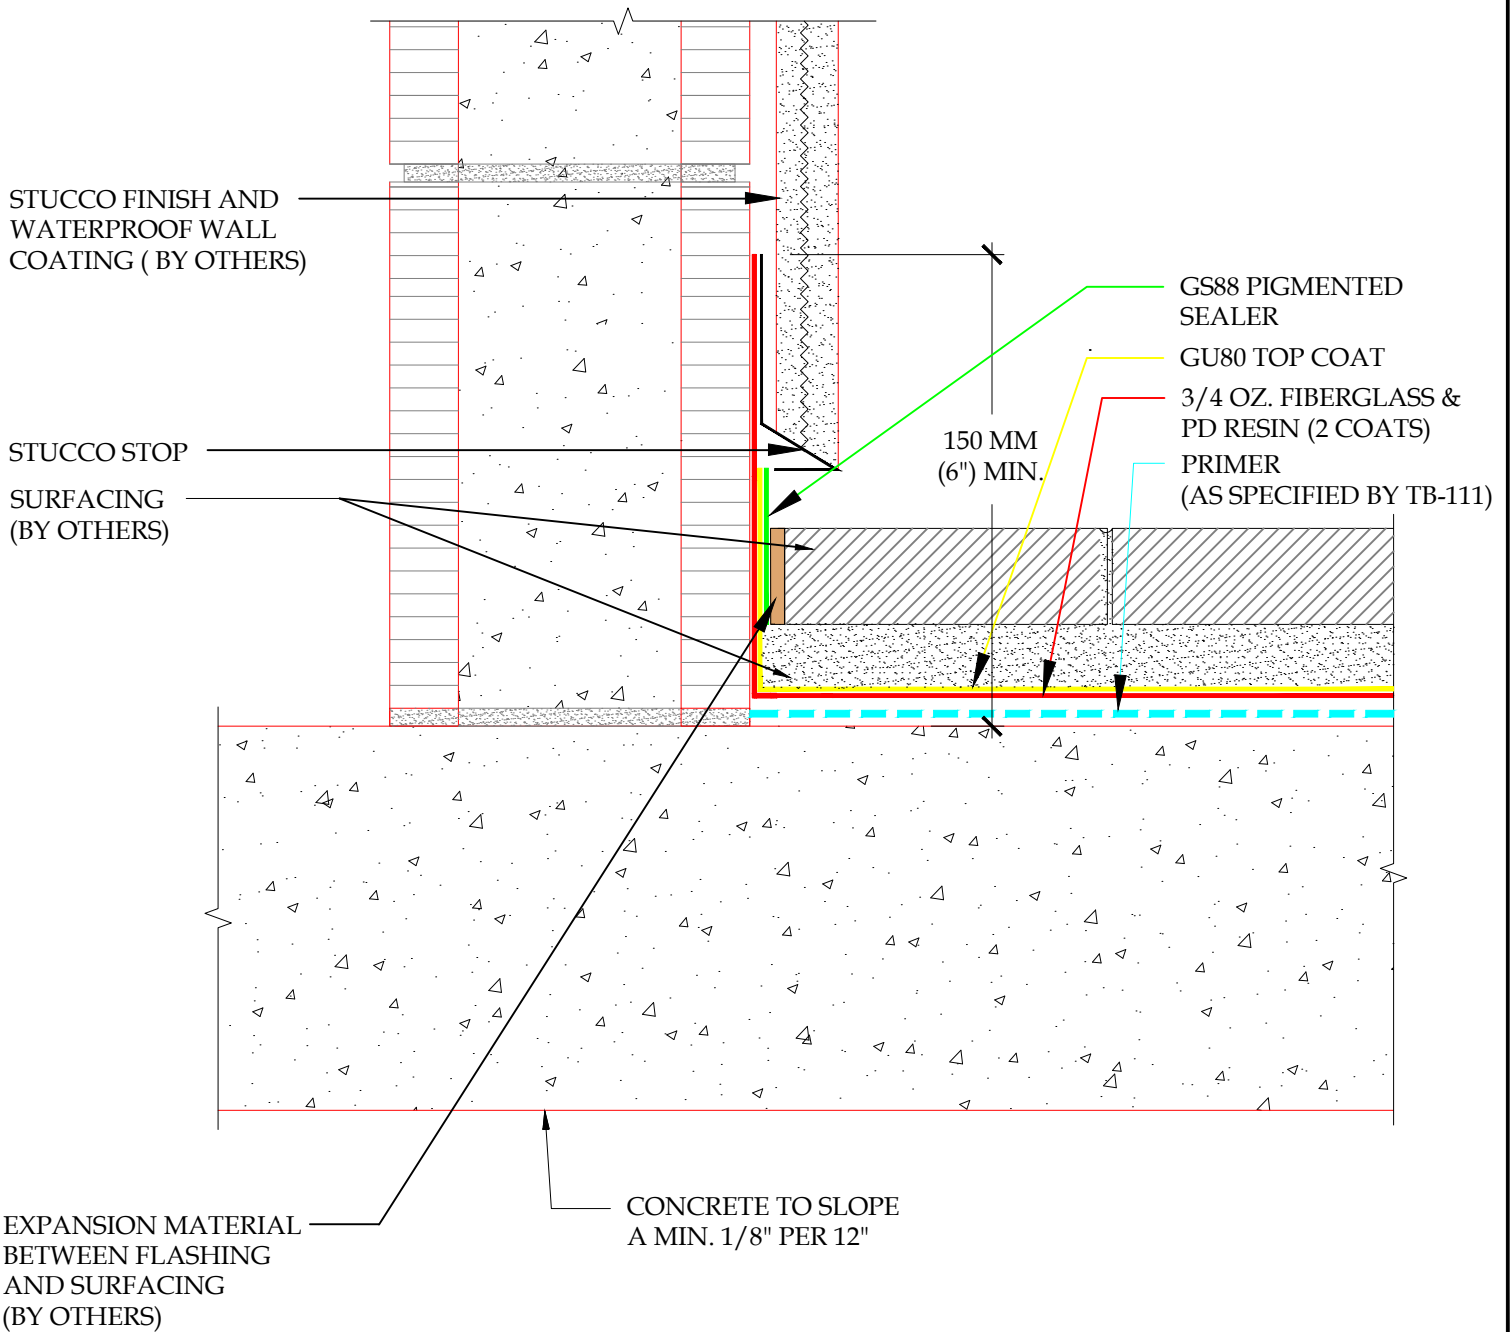 STUCCO FINISH AND
WATERPROOF WALL
COATING ( BY OTHERS)
STUCCO STOP
SURFACING
(BY OTHERS)
GS88 PIGMENTED
SEALER
GU80 TOP COAT
3/4 OZ. FIBERGLASS &
PD RESIN (2 COATS)
PRIMER
(AS SPECIFIED BY TB-111)
150 MM
(6") MIN.
EXPANSION MATERIAL
BETWEEN FLASHING
AND SURFACING
(BY OTHERS)
CONCRETE TO SLOPE
A MIN. 1/8" PER 12"